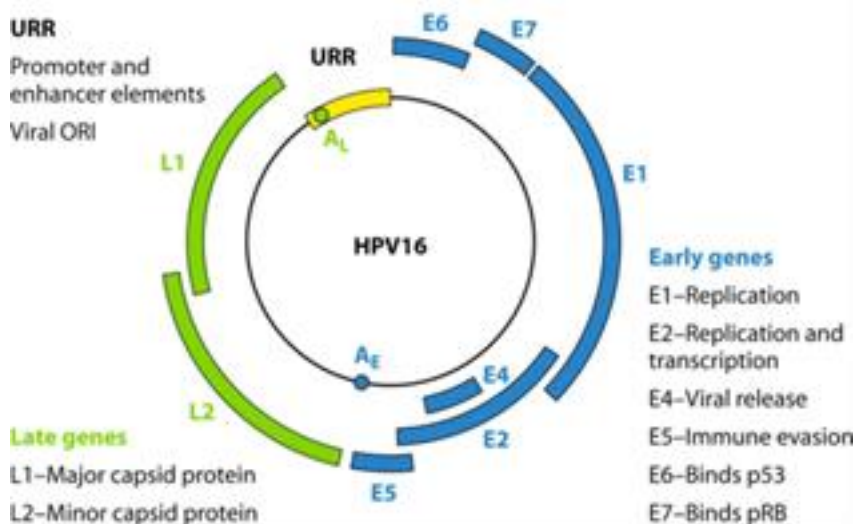 URR
Promoter and
enhancer elements
Viral ORI
URR
E6
E7
A_L
L1
E1
HPV16
A_E
E4
L2
E2
E5
Early genes
E1–Replication
E2–Replication and
transcription
E4–Viral release
E5–Immune evasion
E6–Binds p53
E7–Binds pRB
Late genes
L1–Major capsid protein
L2–Minor capsid protein